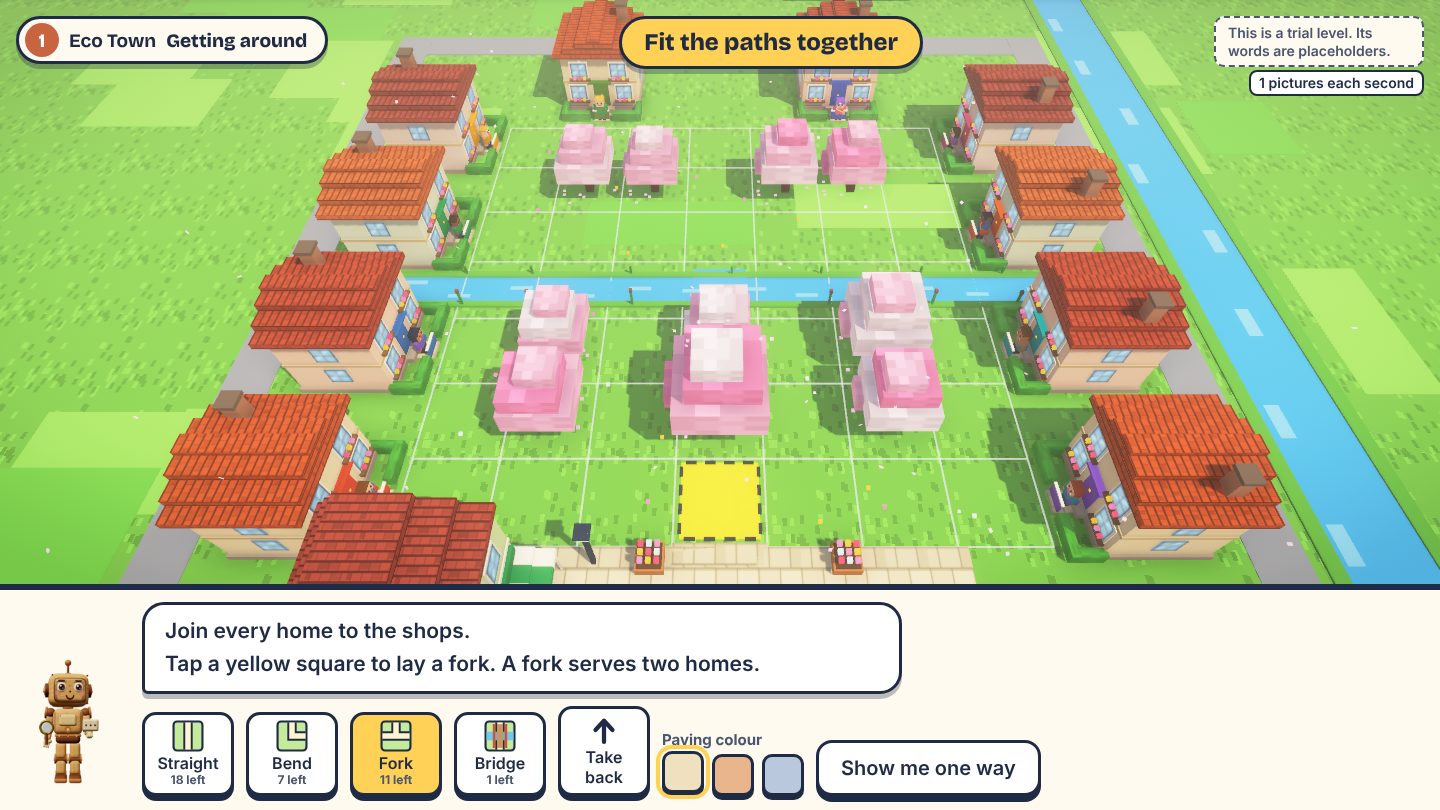 1 Eco Town Getting around
Fit the paths together
This is a trial level. Its
words are placeholders.
1 pictures each second
Join every home to the shops.
Tap a yellow square to lay a fork. A fork serves two homes.
Straight
18 left
Bend
7 left
Fork
11 left
Bridge
1 left
Take
back
Paving colour
Show me one way